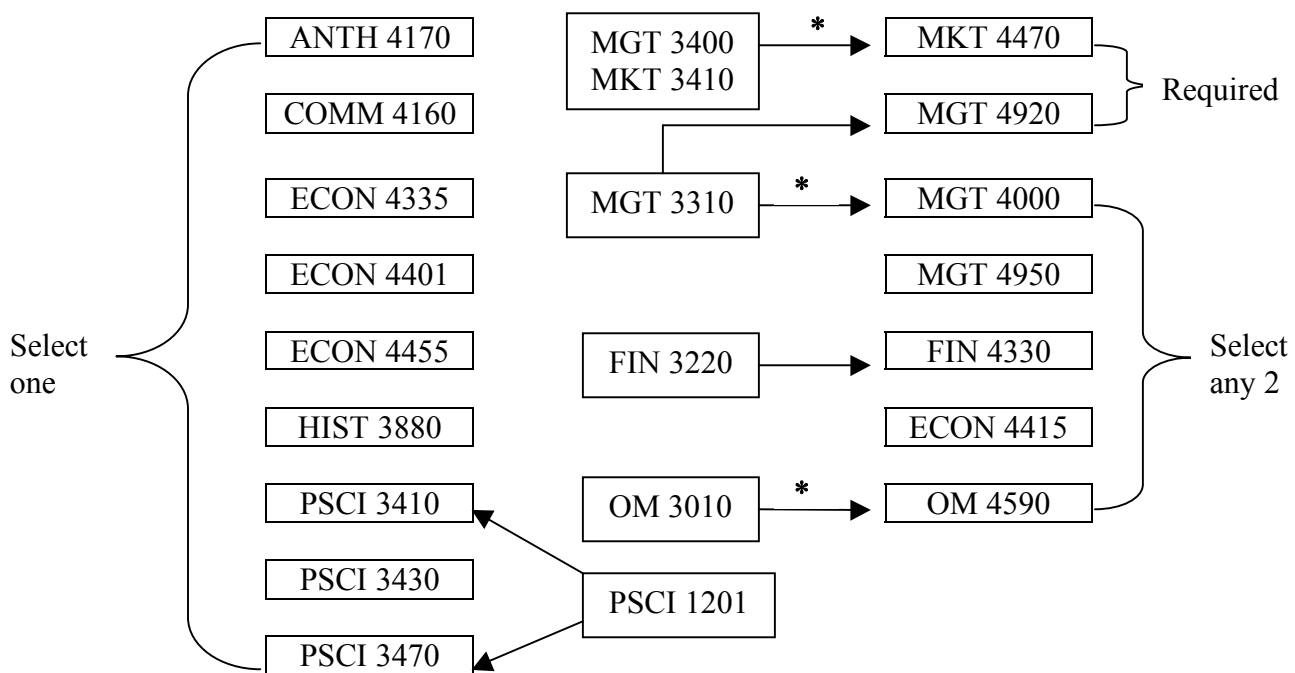 ANTH 4170
COMM 4160
ECON 4335
ECON 4401
ECON 4455
HIST 3880
PSCI 3410
PSCI 3430
PSCI 3470
Select
one
MGT 3400
MKT 3410
MGT 3310
FIN 3220
OM 3010
PSCI 1201
*
*
*
MKT 4470
MGT 4920
MGT 4000
MGT 4950
FIN 4330
ECON 4415
OM 4590
Required
Select
any 2